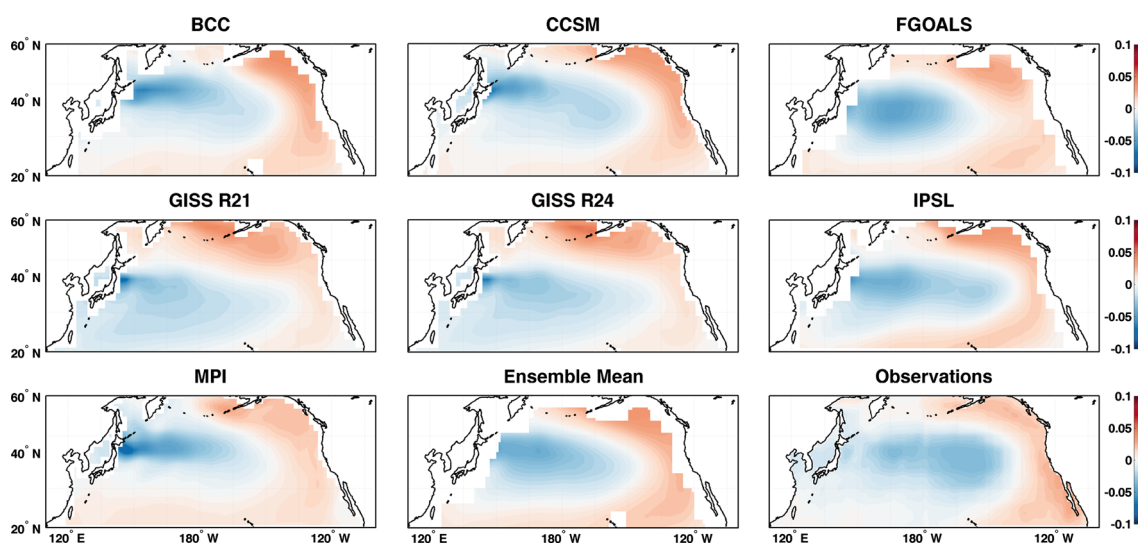 BCC CCSM FGOALS
60° N 0.1
40° N 0.05
0
-0.05
20° N -0.1
GISS R21 GISS R24 IPSL
60° N 0.1
40° N 0.05
0
-0.05
20° N -0.1
MPI Ensemble Mean Observations
60° N 0.1
40° N 0.05
0
-0.05
20° N -0.1
120° E 180° W 120° W 120° E 180° W 120° W 120° E 180° W 120° W